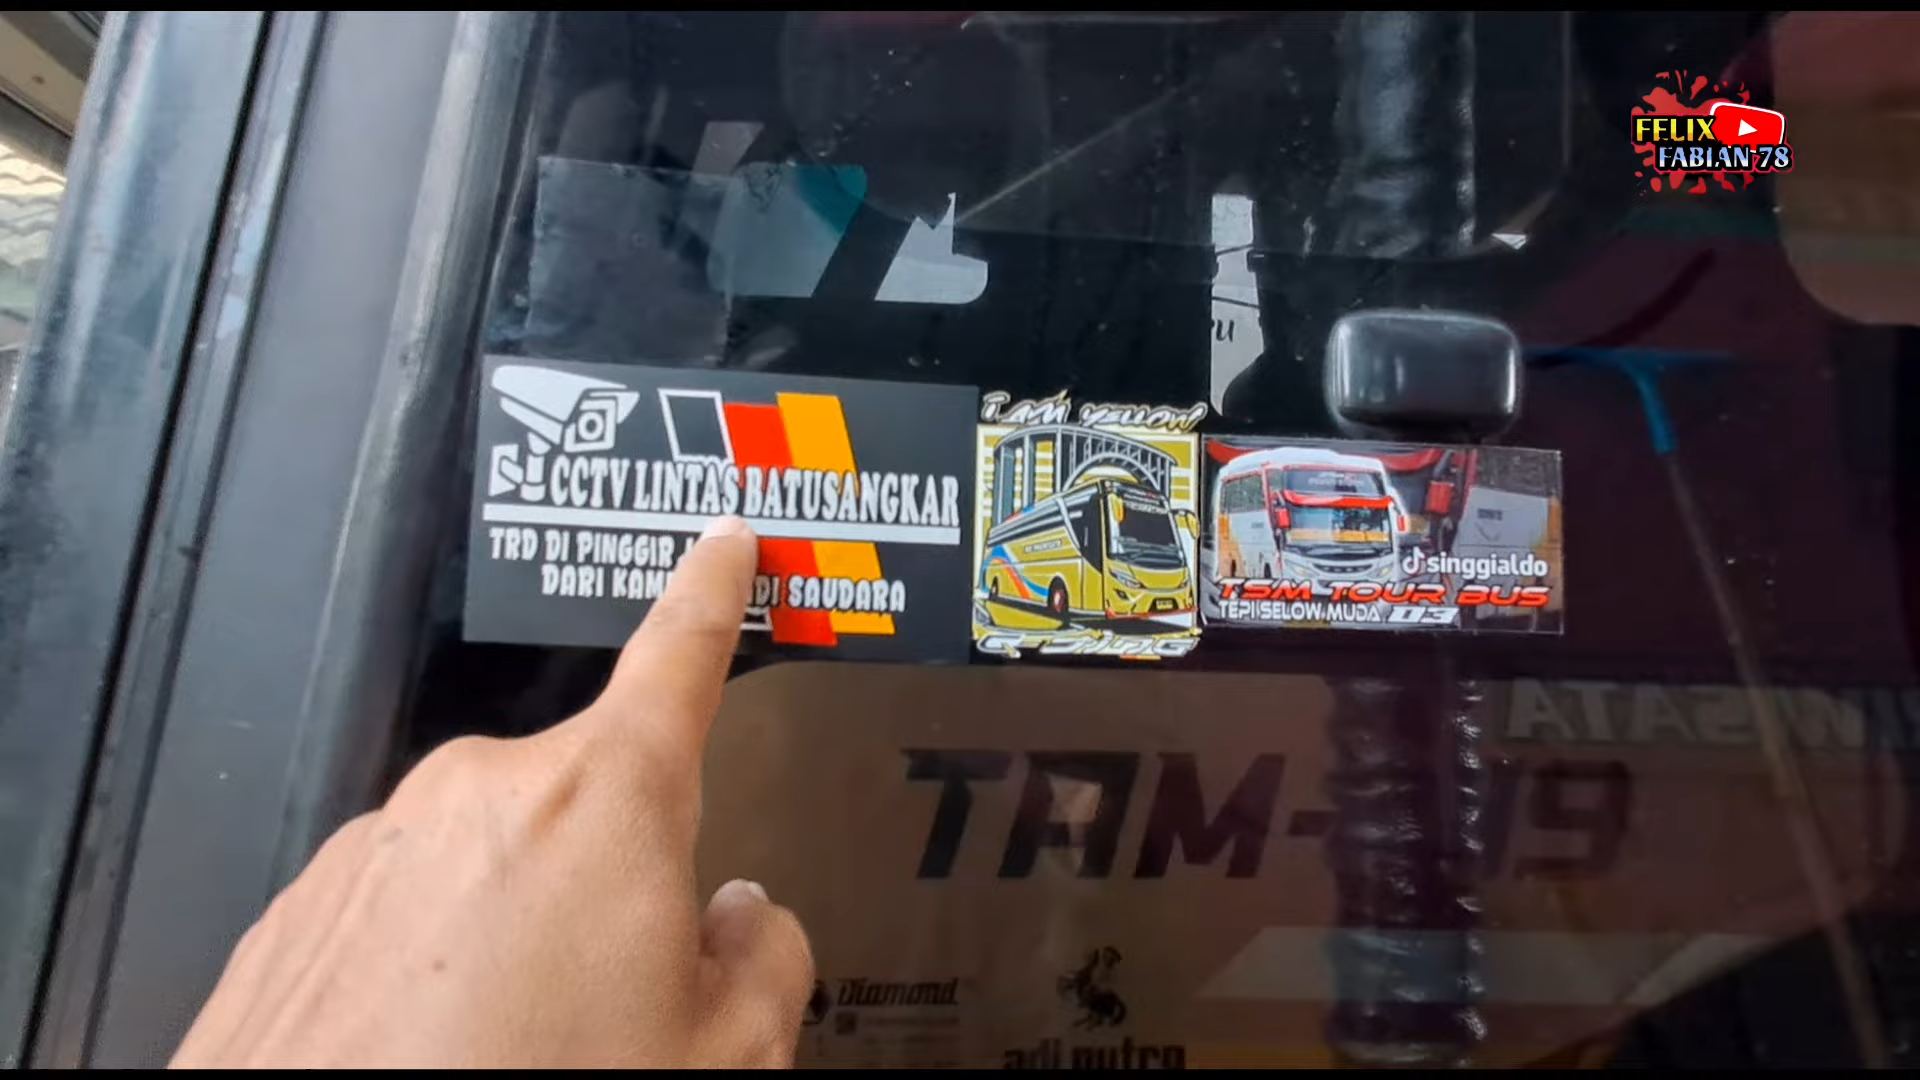 FELIX
FABIAN 78
I AM YELLOW
CCTV LINTAS BATUSANGKAR
TRD DI PINGGIR
DARI SAUDARA
singgialdo
TSM TOUR BUS
TEPI SELOW MUDA 03
WISATA
TAM-
Diamond
adi putro